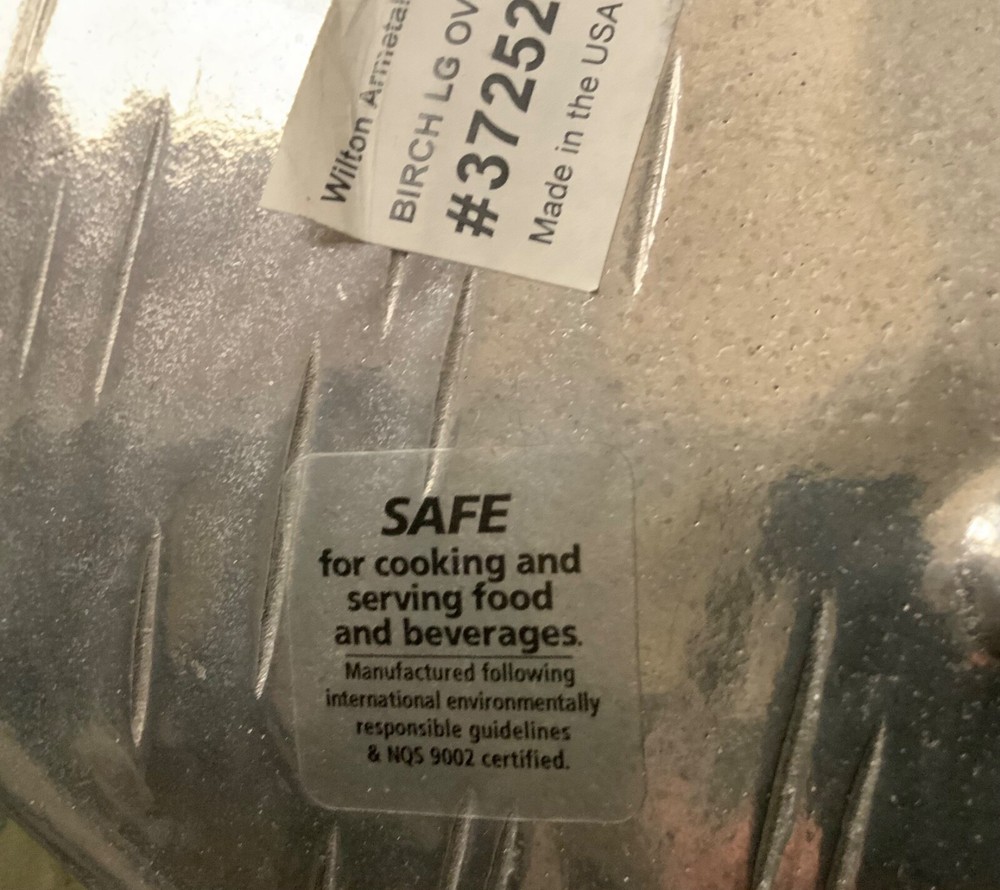 Wilton Armetal
BIRCH LG OV
#37252
Made in the USA
SAFE
for cooking and
serving food
and beverages.
Manufactured following
international environmentally
responsible guidelines
& NQS 9002 certified.